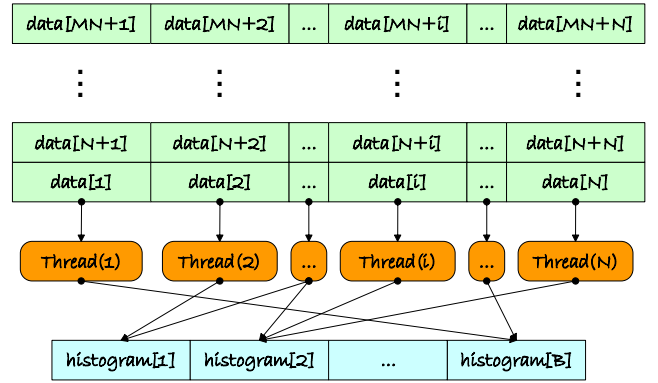 data[MN+1] data[MN+2] ... data[MN+i] ... data[MN+N]
data[N+1] data[N+2] ... data[N+i] ... data[N+N]
data[1] data[2] ... data[i] ... data[N]
Thread(1) Thread(2) ... Thread(i) ... Thread(N)
histogram[1] histogram[2] ... histogram[B]